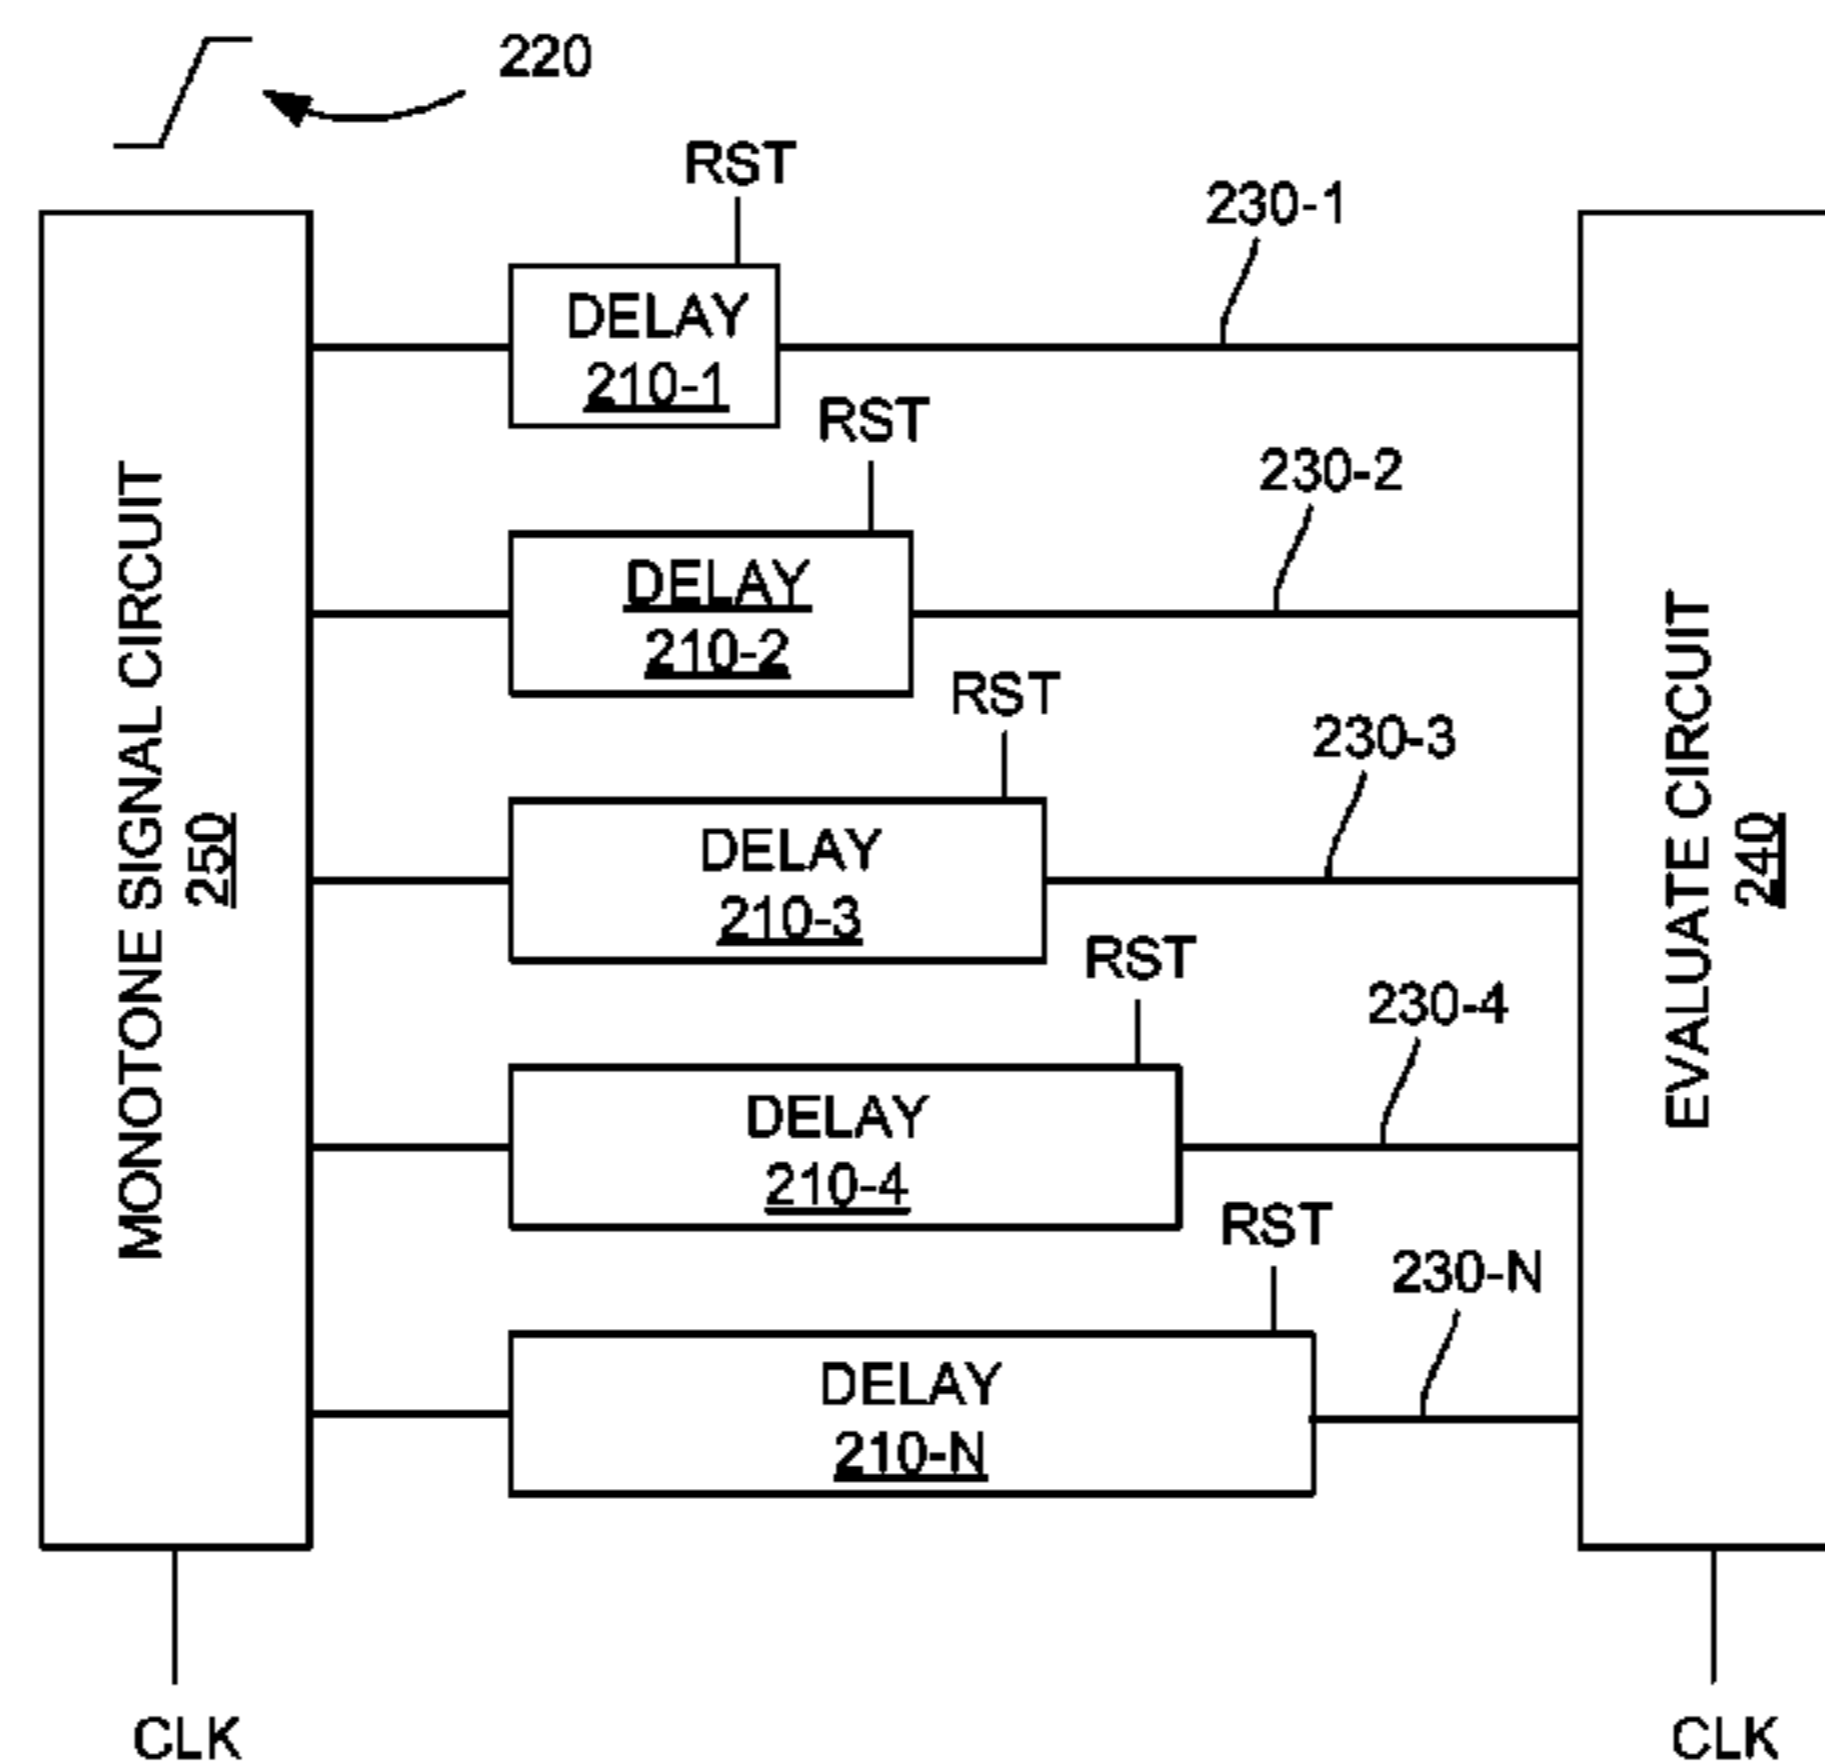 220
RST
230-1
DELAY
210-1
RST
230-2
DELAY
210-2
RST
230-3
DELAY
210-3
RST
230-4
DELAY
210-4
RST
230-N
DELAY
210-N
MONOTONE SIGNAL CIRCUIT
250
EVALUATE CIRCUIT
240
CLK
CLK